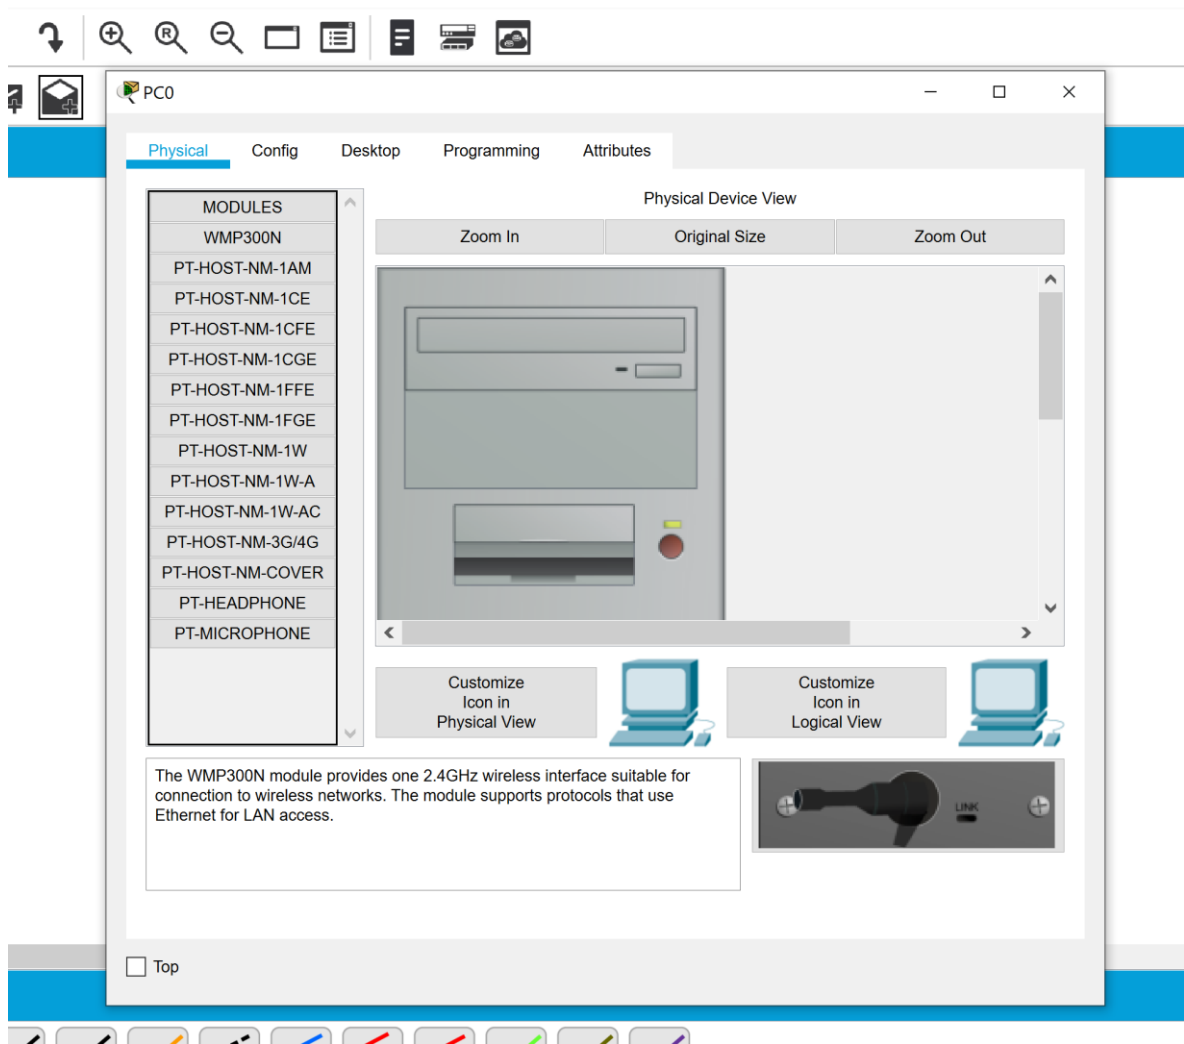 PC0
Physical Config Desktop Programming Attributes
MODULES
WMP300N
PT-HOST-NM-1AM
PT-HOST-NM-1CE
PT-HOST-NM-1CFE
PT-HOST-NM-1CGE
PT-HOST-NM-1FFE
PT-HOST-NM-1FGE
PT-HOST-NM-1W
PT-HOST-NM-1W-A
PT-HOST-NM-1W-AC
PT-HOST-NM-3G/4G
PT-HOST-NM-COVER
PT-HEADPHONE
PT-MICROPHONE
Physical Device View
Zoom In Original Size Zoom Out
Customize
Icon in
Physical View
Customize
Icon in
Logical View
The WMP300N module provides one 2.4GHz wireless interface suitable for
connection to wireless networks. The module supports protocols that use
Ethernet for LAN access.
LINK
Top